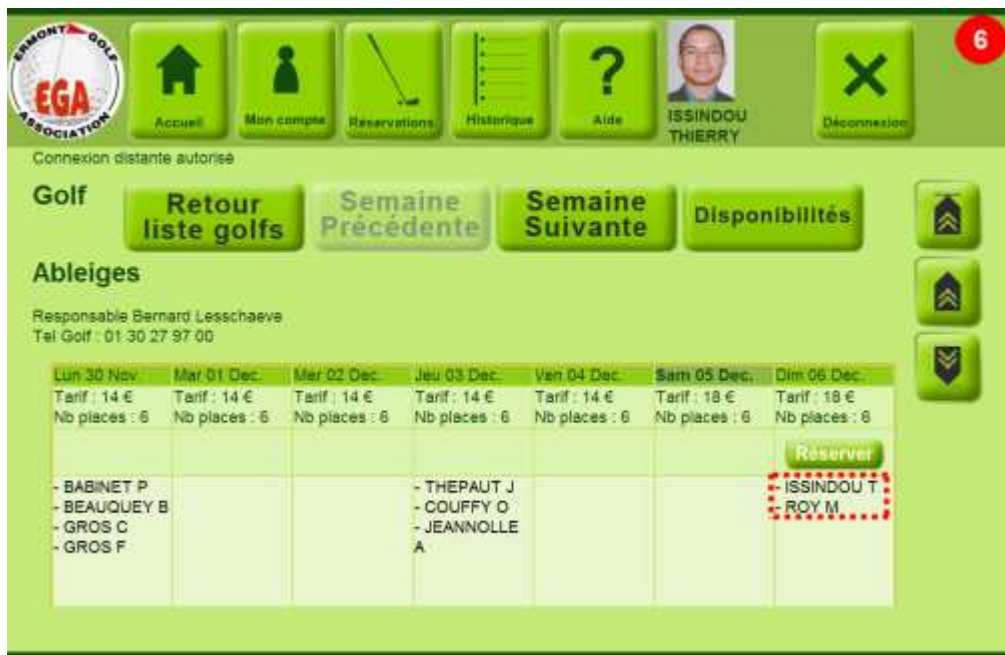 6
ERMONT GOLF
EGA
ASSOCIATION
Accueil
Mon compte
Reservations
Historique
?
Aide
ISSINDOU
THIERRY
Déconnexion
Connexion distante autorisé
Golf
Retour
liste golfs
Semaine
Précédente
Semaine
Suivante
Disponibilités
Ableiges
Responsable Bernard Lesschaeve
Tel Golf : 01 30 27 97 00
Lun 30 Nov. Mar 01 Dec. Mer 02 Dec. Jeu 03 Dec. Ven 04 Dec. Sam 05 Dec. Dim 06 Dec.
Tarif : 14 € Tarif : 14 € Tarif : 14 € Tarif : 14 € Tarif : 14 € Tarif : 18 € Tarif : 18 €
Nb places : 6 Nb places : 6 Nb places : 6 Nb places : 6 Nb places : 6 Nb places : 6 Nb places : 6
Réserver
- BABINET P - THEPAUT J - ISSINDOU T
- BEAUQUEY B - COUFFY O - ROY M
- GROS C - JEANNOLLE
- GROS F A